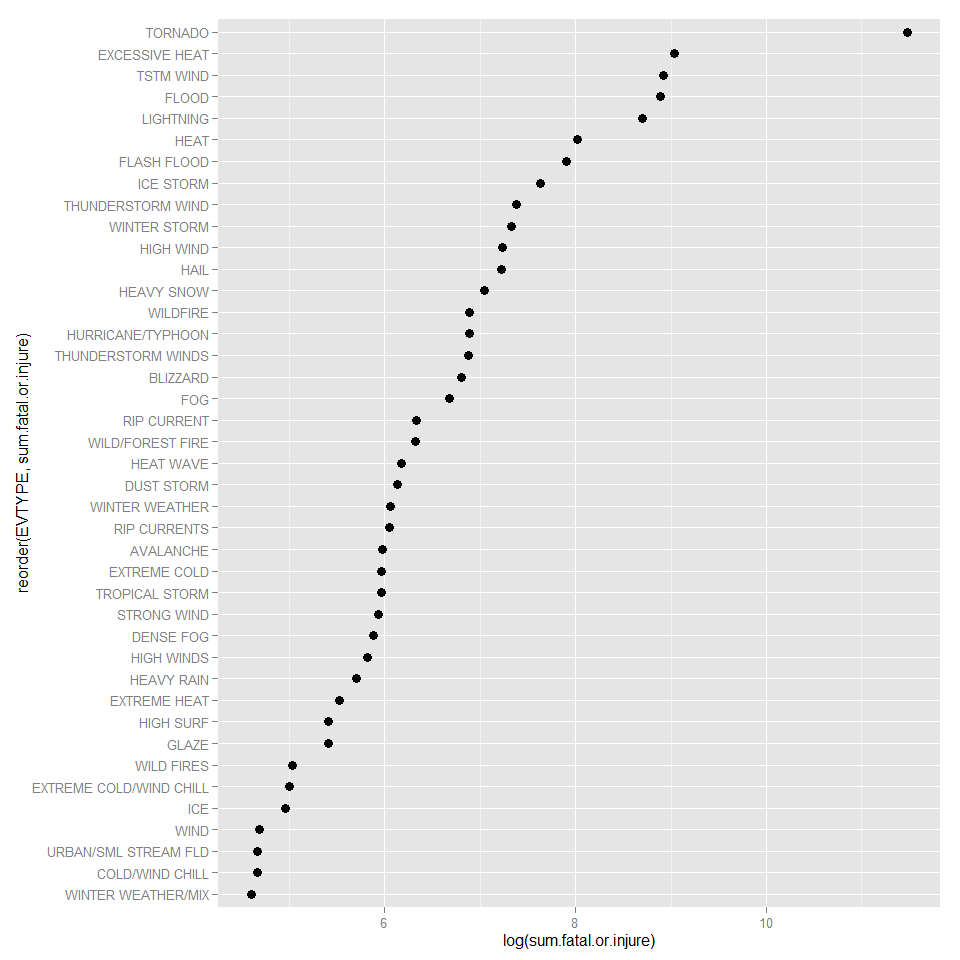 TORNADO
EXCESSIVE HEAT
TSTM WIND
FLOOD
LIGHTNING
HEAT
FLASH FLOOD
ICE STORM
THUNDERSTORM WIND
WINTER STORM
HIGH WIND
HAIL
HEAVY SNOW
WILDFIRE
HURRICANE/TYPHOON
THUNDERSTORM WINDS
BLIZZARD
FOG
RIP CURRENT
WILD/FOREST FIRE
HEAT WAVE
DUST STORM
WINTER WEATHER
RIP CURRENTS
AVALANCHE
EXTREME COLD
TROPICAL STORM
STRONG WIND
DENSE FOG
HIGH WINDS
HEAVY RAIN
EXTREME HEAT
HIGH SURF
GLAZE
WILD FIRES
EXTREME COLD/WIND CHILL
ICE
WIND
URBAN/SML STREAM FLD
COLD/WIND CHILL
WINTER WEATHER/MIX
reorder(EVTYPE, sum.fatal.or.injure)
6 8 10
log(sum.fatal.or.injure)